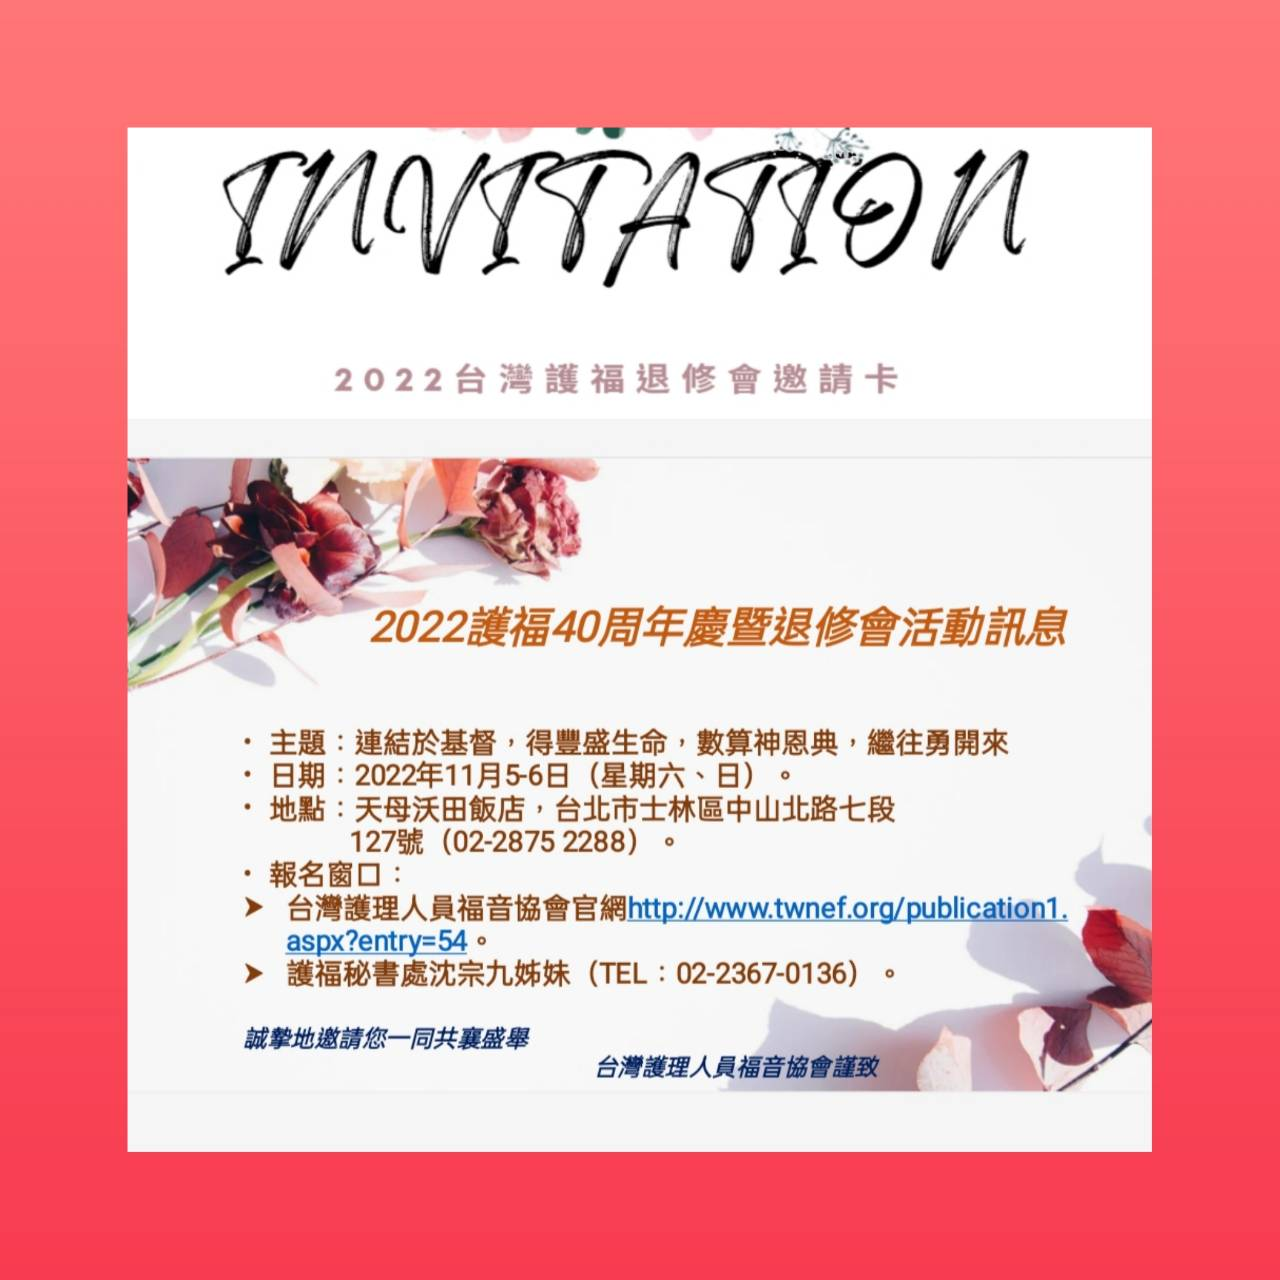 INVITATION
2022台灣護福退修會邀請卡
2022護福40周年慶暨退修會活動訊息
• 主題：連結於基督，得豐盛生命，數算神恩典，繼往勇開來
• 日期：2022年11月5-6日（星期六、日）。
• 地點：天母沃田飯店，台北市士林區中山北路七段
127號（02-2875 2288）。
• 報名窗口：
➤ 台灣護理人員福音協會官網http://www.twnef.org/publication1.
aspx?entry=54。
➤ 護福秘書處沈宗九姊妹（TEL：02-2367-0136）。
誠摯地邀請您一同共襄盛舉
台灣護理人員福音協會謹致